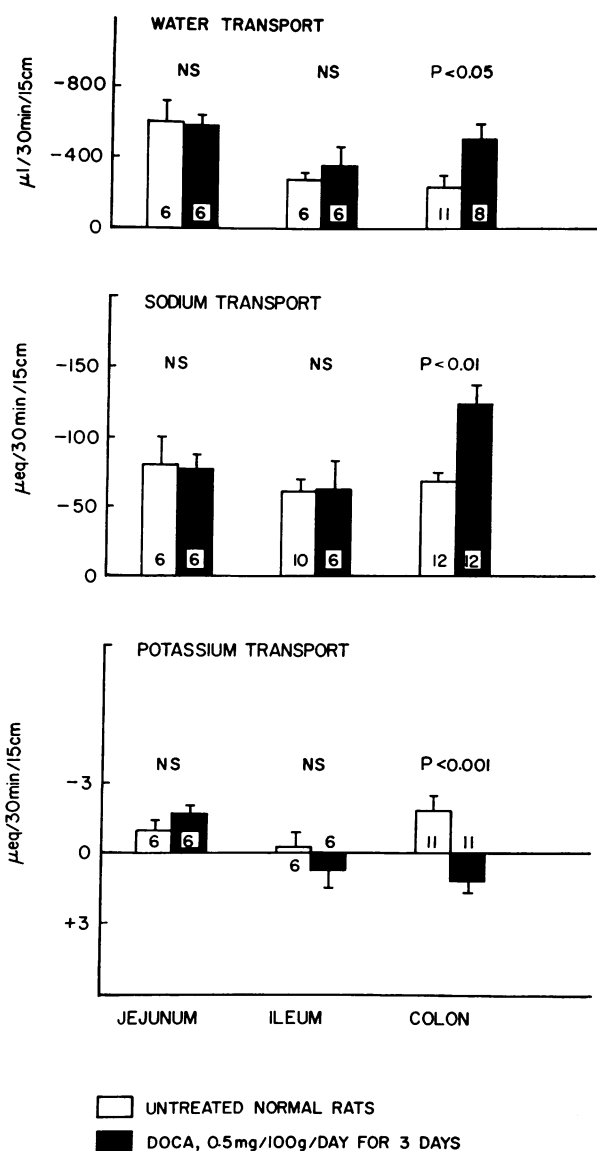 WATER TRANSPORT
NS NS P<0.05
-800
-400
0
μl/30min/15cm
6 6 6 6 11 8
SODIUM TRANSPORT
NS NS P<0.01
-150
-100
-50
0
μeq/30min/15cm
6 6 10 6 12 12
POTASSIUM TRANSPORT
NS NS P<0.001
-3
0
+3
μeq/30min/15cm
6 6 6 6 11 11
JEJUNUM ILEUM COLON
UNTREATED NORMAL RATS
DOCA, 0.5mg/100g/DAY FOR 3 DAYS